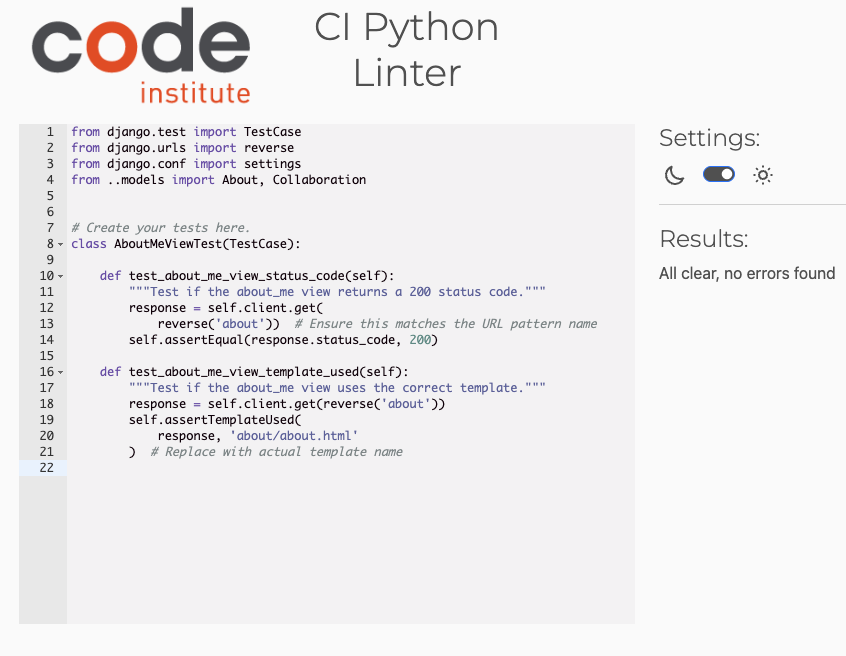 code
institute
CI Python
Linter
1 from django.test import TestCase
2 from django.urls import reverse
3 from django.conf import settings
4 from ..models import About, Collaboration
5
6
7 # Create your tests here.
8 class AboutMeViewTest(TestCase):
9
10     def test_about_me_view_status_code(self):
11         """Test if the about_me view returns a 200 status code."""
12         response = self.client.get(
13             reverse('about'))  # Ensure this matches the URL pattern name
14         self.assertEqual(response.status_code, 200)
15
16     def test_about_me_view_template_used(self):
17         """Test if the about_me view uses the correct template."""
18         response = self.client.get(reverse('about'))
19         self.assertTemplateUsed(
20             response, 'about/about.html'
21         )  # Replace with actual template name
22
Settings:
Results:
All clear, no errors found